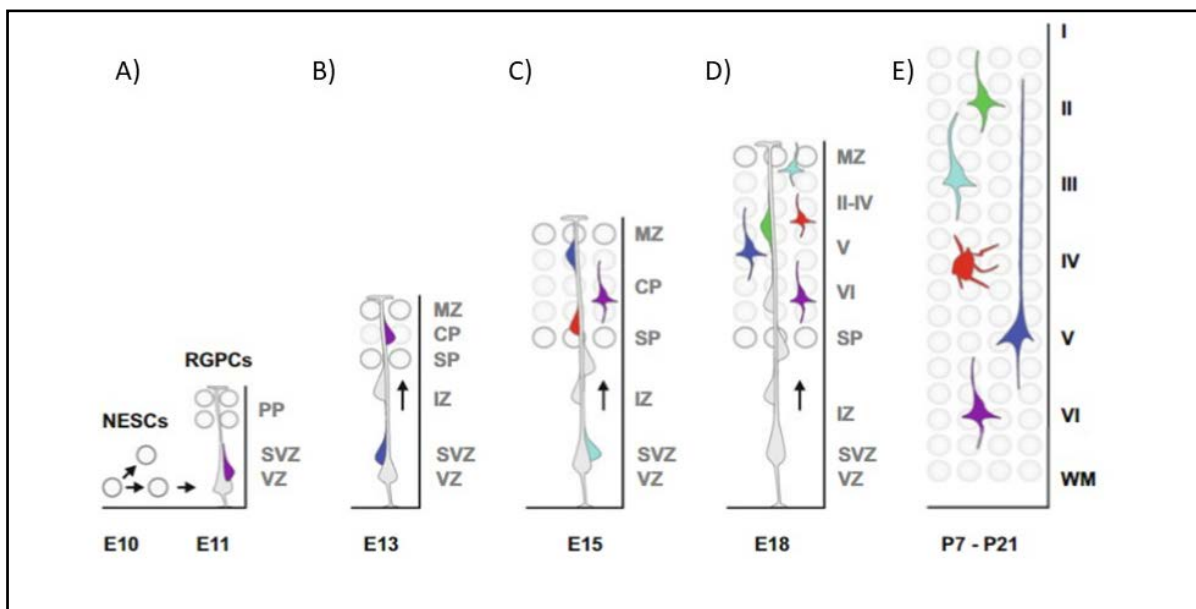 A)
NESCs
RGPCs
PP
SVZ
VZ
E10
E11
B)
MZ
CP
SP
IZ
SVZ
VZ
E13
C)
MZ
CP
SP
IZ
SVZ
VZ
E15
D)
MZ
II-IV
V
VI
SP
IZ
SVZ
VZ
E18
E)
I
II
III
IV
V
VI
WM
P7 - P21